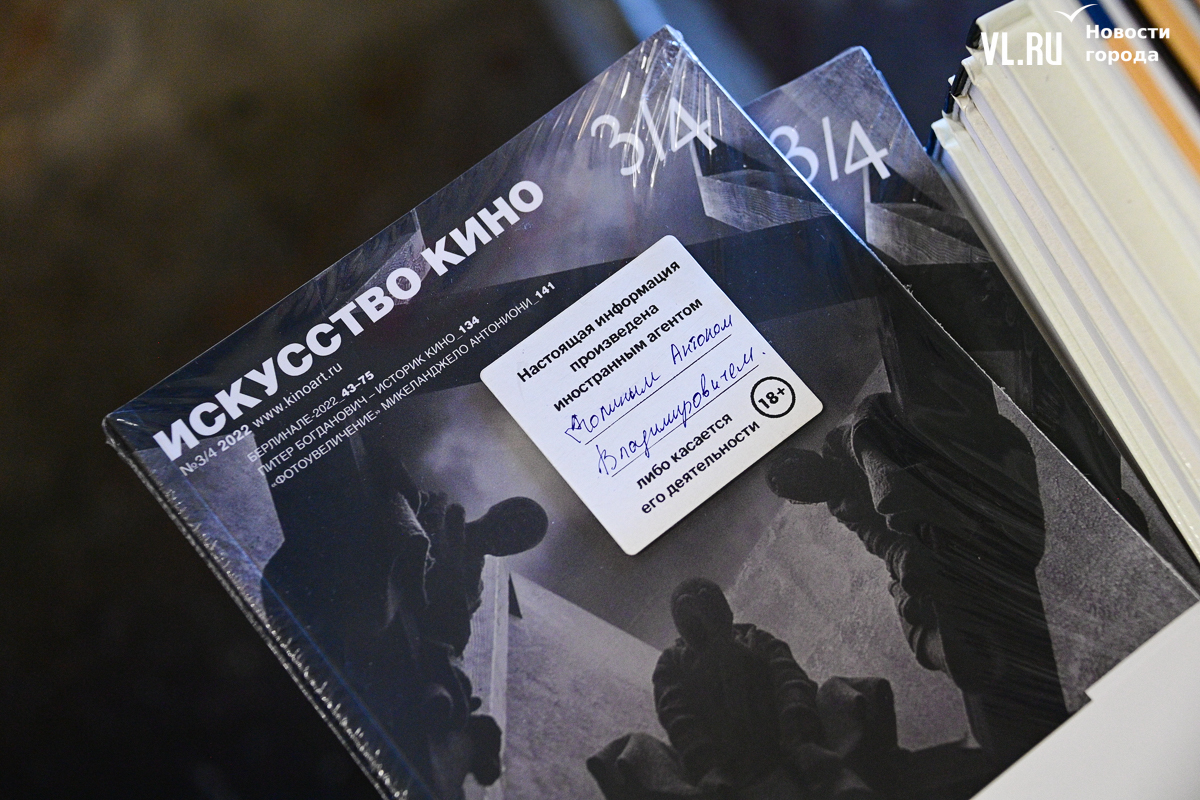 VL.RU
Новости
города
3/4
3/4
ИСКУССТВО КИНО
№3/4 2022 www.kinoart.ru
БЕРЛИНАЛЕ-2022_43-75
ПИТЕР БОГДАНОВИЧ – ИСТОРИК КИНО_134
«ФОТОУВЕЛИЧЕНИЕ» МИКЕЛАНДЖЕЛО АНТОНИОНИ_141
Настоящая информация
произведена
иностранным агентом
Долиным Антоном
Владимировичем.
либо касается
его деятельности
18+